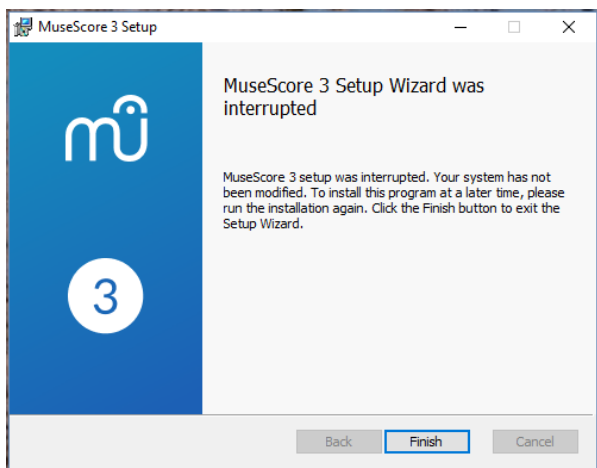 MuseScore 3 Setup
MuseScore 3 Setup Wizard was
interrupted
mu
MuseScore 3 setup was interrupted. Your system has not
been modified. To install this program at a later time, please
run the installation again. Click the Finish button to exit the
Setup Wizard.
3
Back Finish Cancel